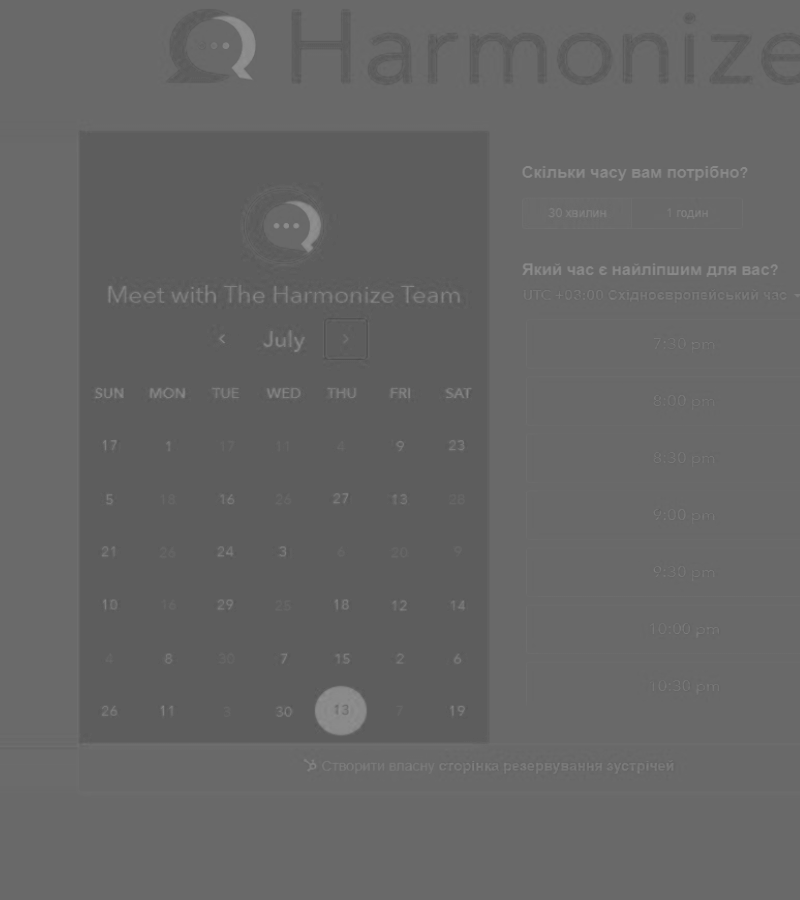 Harmonize
Скільки часу вам потрібно?
30 хвилин 1 годин
Який час є найліпшим для вас?
Meet with The Harmonize Team
UTC +03:00 Східноєвропейський час
July
7:30 pm
SUN MON TUE WED THU FRI SAT
8:00 pm
17 1 17 11 4 9 23
8:30 pm
5 18 16 26 27 13 28
9:00 pm
21 26 24 3 6 20 9
9:30 pm
10 16 29 25 18 12 14
10:00 pm
4 8 30 7 15 2 6
10:30 pm
26 11 3 30 13 7 19
Створити власну сторінка резервування зустрічей